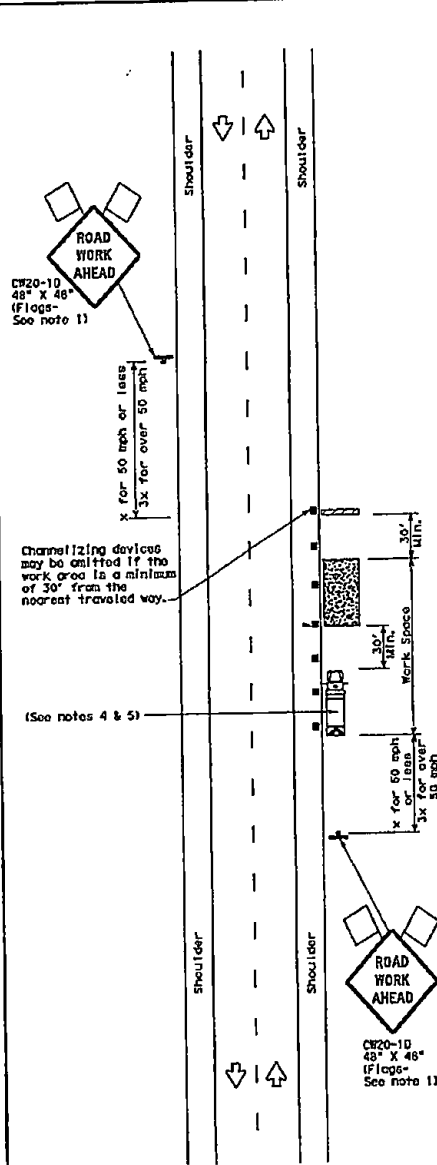 Shoulder
Shoulder
ROAD
WORK
AHEAD
CW20-1D
48" X 48"
(Flags-
See note 1)
x for 50 mph or less
3x for over 50 mph
Channelizing devices
may be omitted if the
work area is a minimum
of 30' from the
nearest traveled way.
30'
Min.
30'
Min.
Work Space
(See notes 4 & 5)
x for 50 mph
or less
3x for over
50 mph
Shoulder
Shoulder
ROAD
WORK
AHEAD
CW20-1D
48" X 48"
(Flags-
See note 1)